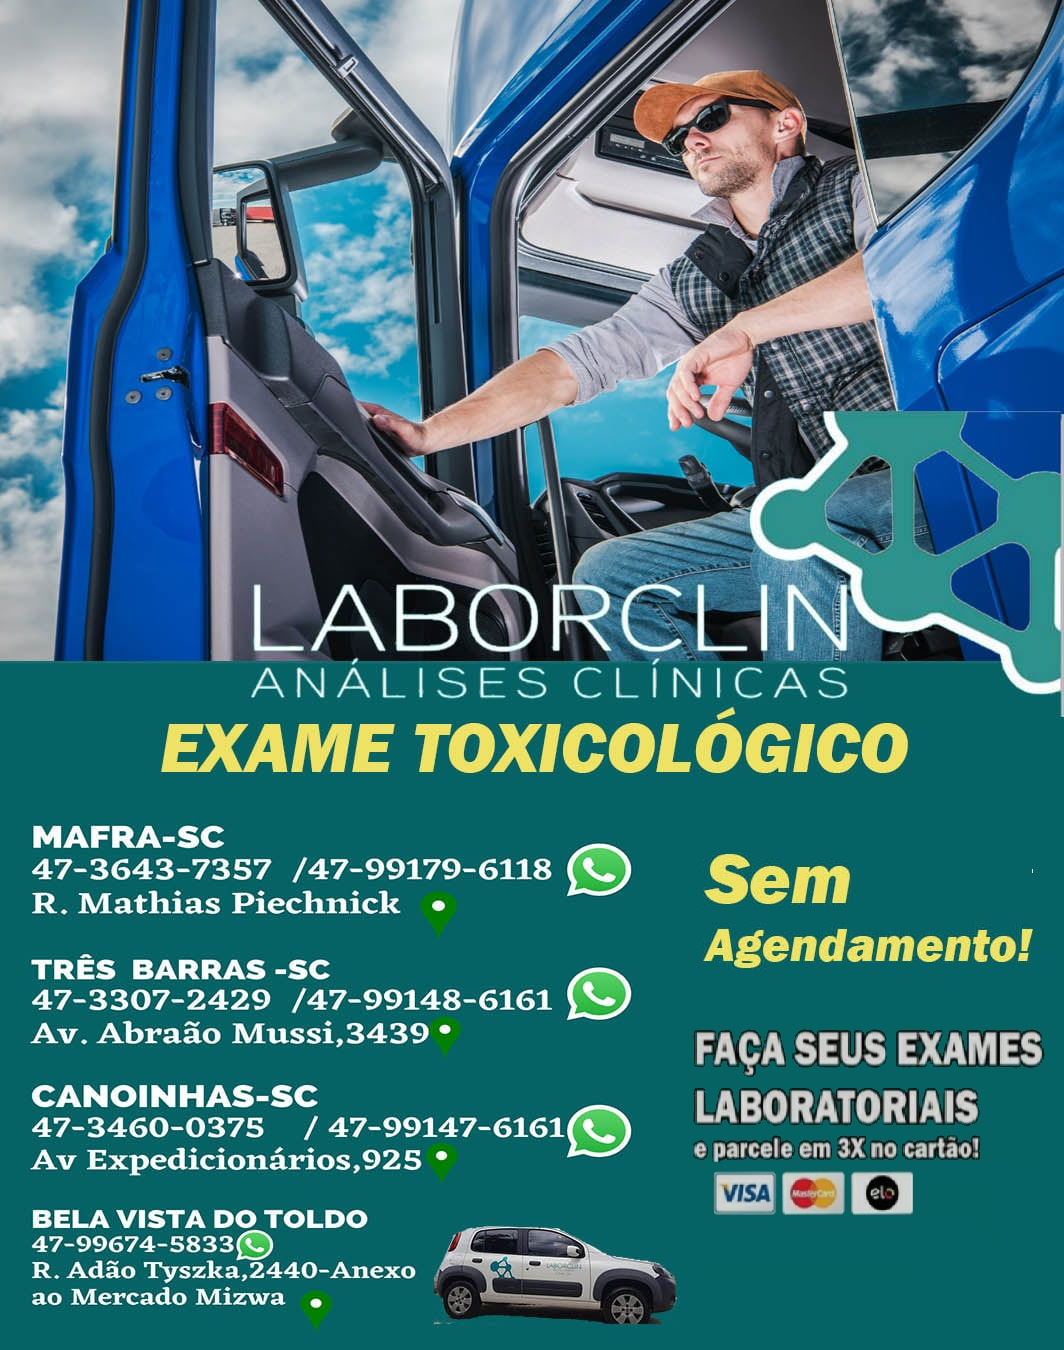 LABORCLIN
ANÁLISES CLÍNICAS
EXAME TOXICOLÓGICO
MAFRA-SC
47-3643-7357 /47-99179-6118
R. Mathias Piechnick
TRÊS BARRAS -SC
47-3307-2429 /47-99148-6161
Av. Abraão Mussi,3439
CANOINHAS-SC
47-3460-0375 / 47-99147-6161
Av Expedicionários,925
BELA VISTA DO TOLDO
47-99674-5833
R. Adão Tyszka,2440-Anexo
ao Mercado Mizwa
Sem
Agendamento!
FAÇA SEUS EXAMES
LABORATORIAIS
e parcele em 3X no cartão!
VISA MasterCard elo
LABORCLIN